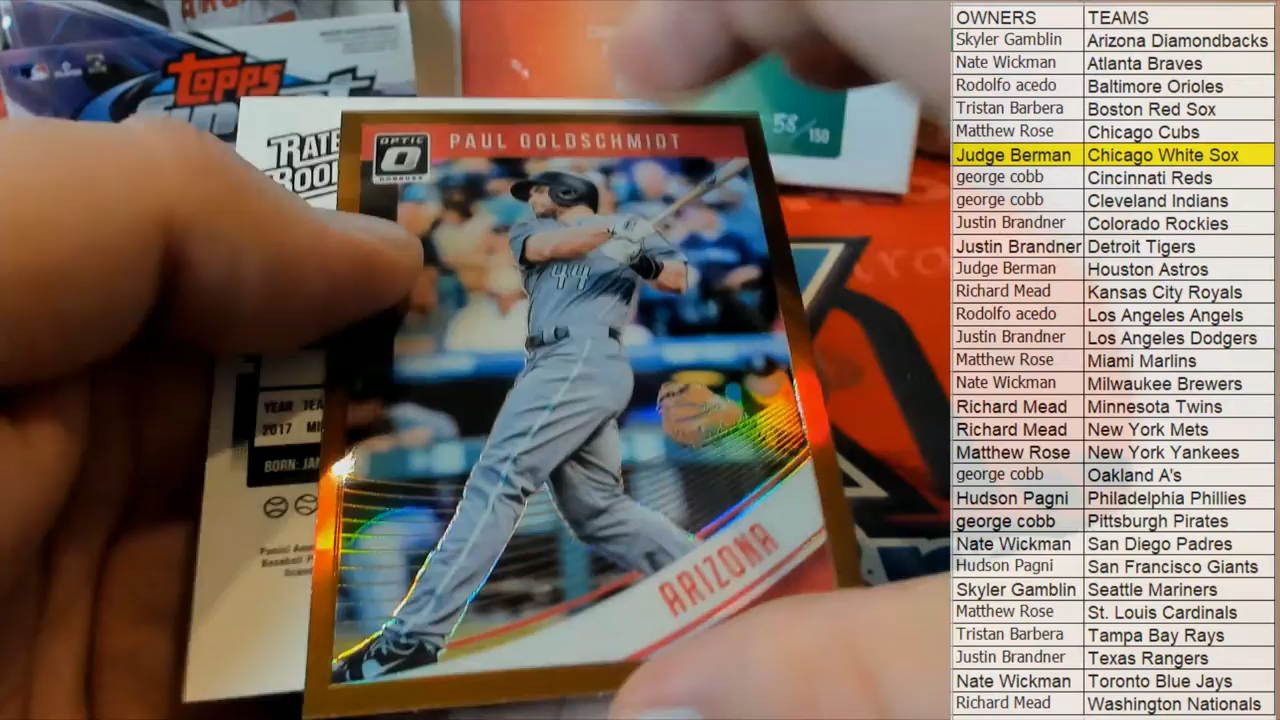 topps
RATE
ROOK
OPTIC
O
DONRUSS
PAUL GOLDSCHMIDT
58/150
44
YEAR TEA
2017 MI
BORN: JAN
ARIZONA
OWNERS TEAMS
Skyler Gamblin Arizona Diamondbacks
Nate Wickman Atlanta Braves
Rodolfo acedo Baltimore Orioles
Tristan Barbera Boston Red Sox
Matthew Rose Chicago Cubs
Judge Berman Chicago White Sox
george cobb Cincinnati Reds
george cobb Cleveland Indians
Justin Brandner Colorado Rockies
Justin Brandner Detroit Tigers
Judge Berman Houston Astros
Richard Mead Kansas City Royals
Rodolfo acedo Los Angeles Angels
Justin Brandner Los Angeles Dodgers
Matthew Rose Miami Marlins
Nate Wickman Milwaukee Brewers
Richard Mead Minnesota Twins
Richard Mead New York Mets
Matthew Rose New York Yankees
george cobb Oakland A's
Hudson Pagni Philadelphia Phillies
george cobb Pittsburgh Pirates
Nate Wickman San Diego Padres
Hudson Pagni San Francisco Giants
Skyler Gamblin Seattle Mariners
Matthew Rose St. Louis Cardinals
Tristan Barbera Tampa Bay Rays
Justin Brandner Texas Rangers
Nate Wickman Toronto Blue Jays
Richard Mead Washington Nationals